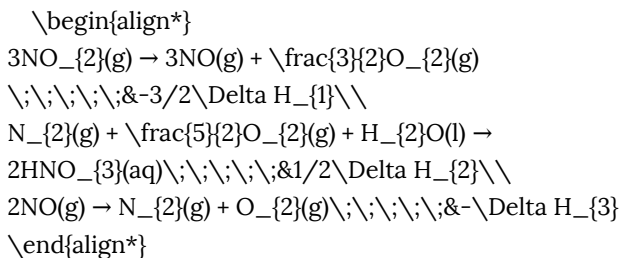 \begin{align*}
3NO_{2}(g) → 3NO(g) + \frac{3}{2}O_{2}(g)
\;\;\;\;\;&-3/2\Delta H_{1}\\
N_{2}(g) + \frac{5}{2}O_{2}(g) + H_{2}O(l) →
2HNO_{3}(aq)\;\;\;\;\;&1/2\Delta H_{2}\\
2NO(g) → N_{2}(g) + O_{2}(g)\;\;\;\;\;&-\Delta H_{3}
\end{align*}